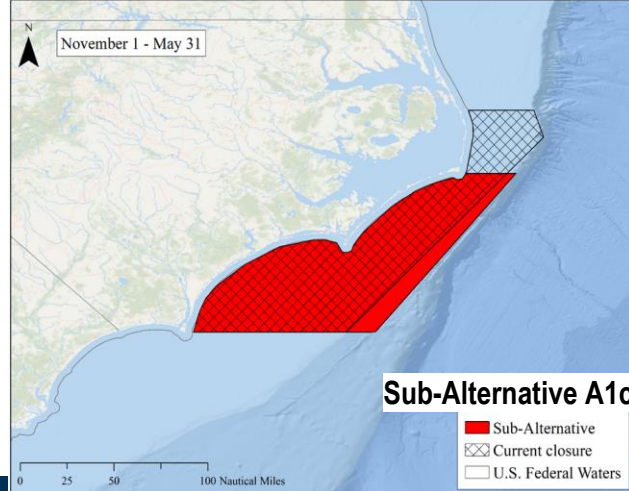 N
November 1 - May 31
Sub-Alternative A1c
Sub-Alternative
Current closure
U.S. Federal Waters
0 25 50 100 Nautical Miles